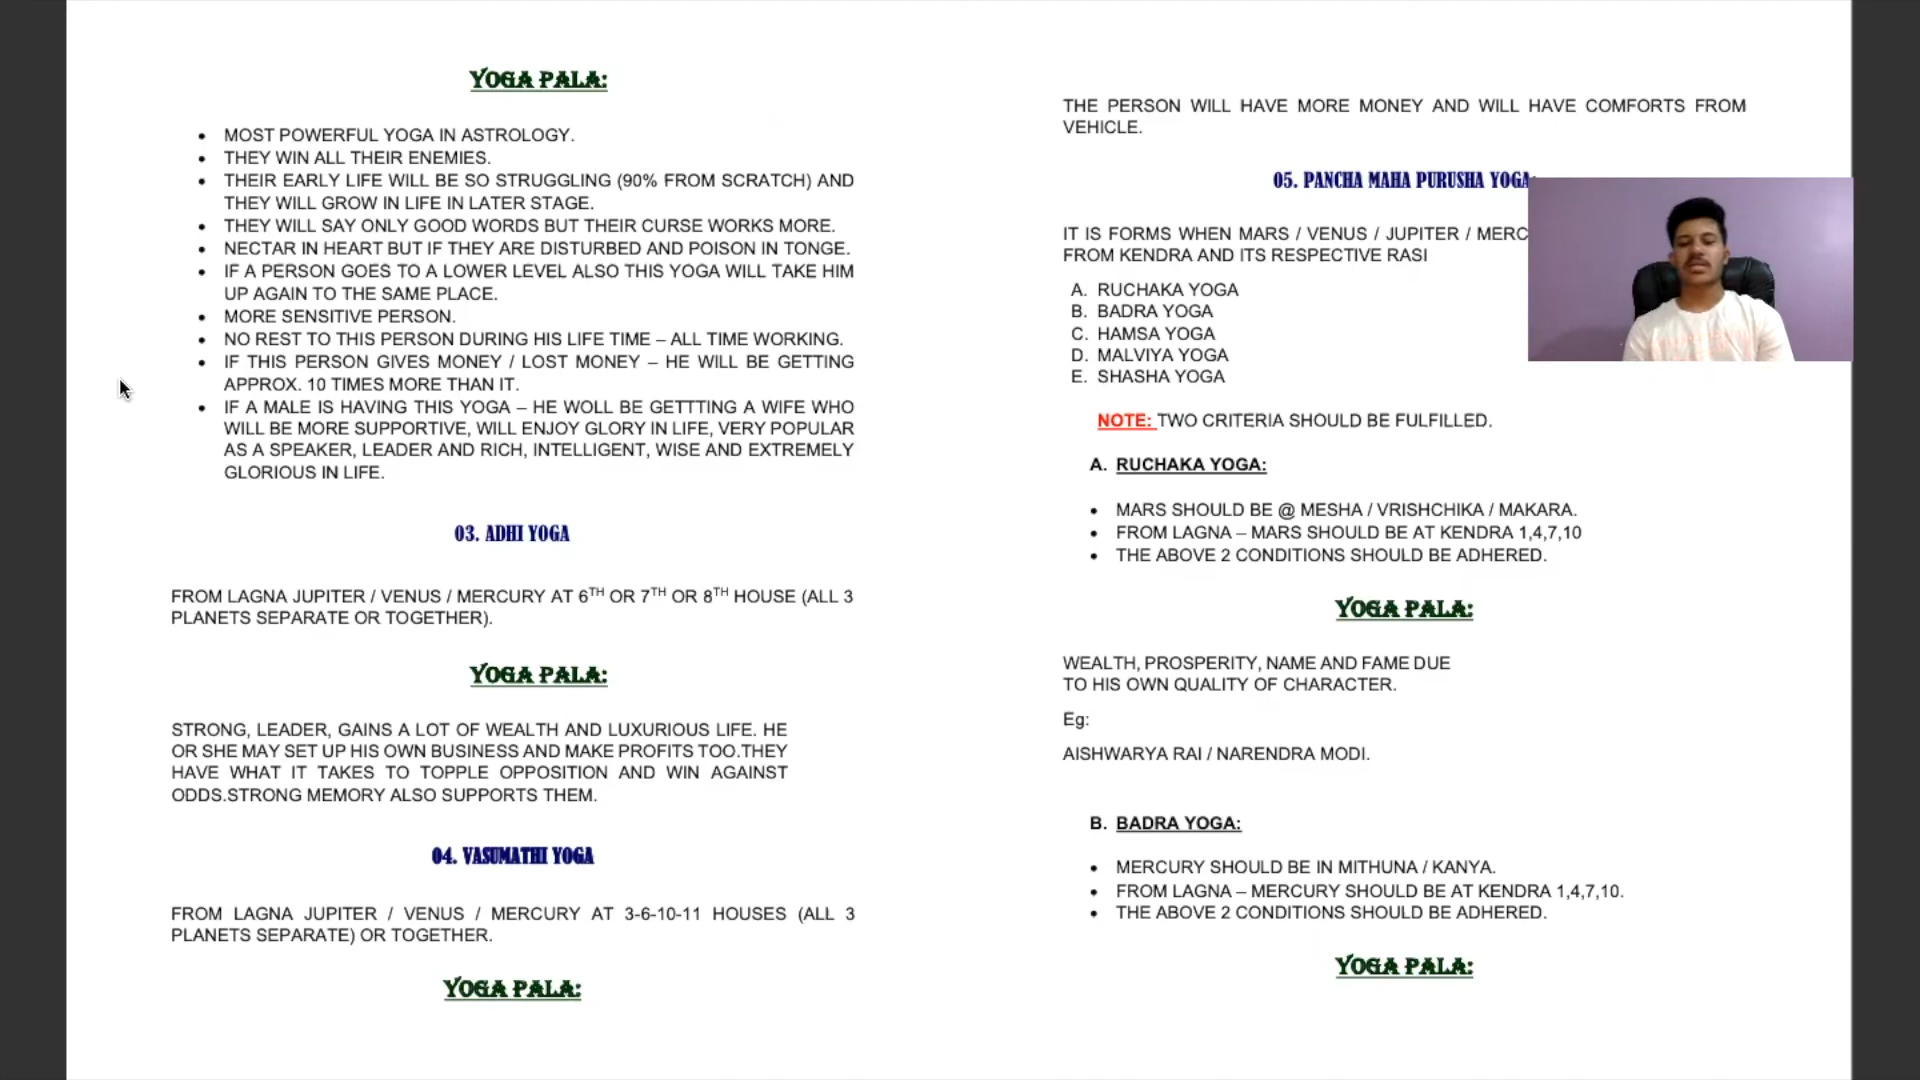 YOGA PALA:
• MOST POWERFUL YOGA IN ASTROLOGY.
• THEY WIN ALL THEIR ENEMIES.
• THEIR EARLY LIFE WILL BE SO STRUGGLING (90% FROM SCRATCH) AND
THEY WILL GROW IN LIFE IN LATER STAGE.
• THEY WILL SAY ONLY GOOD WORDS BUT THEIR CURSE WORKS MORE.
• NECTAR IN HEART BUT IF THEY ARE DISTURBED AND POISON IN TONGE.
• IF A PERSON GOES TO A LOWER LEVEL ALSO THIS YOGA WILL TAKE HIM
UP AGAIN TO THE SAME PLACE.
• MORE SENSITIVE PERSON.
• NO REST TO THIS PERSON DURING HIS LIFE TIME – ALL TIME WORKING.
• IF THIS PERSON GIVES MONEY / LOST MONEY – HE WILL BE GETTING
APPROX. 10 TIMES MORE THAN IT.
• IF A MALE IS HAVING THIS YOGA – HE WOLL BE GETTTING A WIFE WHO
WILL BE MORE SUPPORTIVE, WILL ENJOY GLORY IN LIFE, VERY POPULAR
AS A SPEAKER, LEADER AND RICH, INTELLIGENT, WISE AND EXTREMELY
GLORIOUS IN LIFE.
03. ADHI YOGA
FROM LAGNA JUPITER / VENUS / MERCURY AT 6TH OR 7TH OR 8TH HOUSE (ALL 3
PLANETS SEPARATE OR TOGETHER).
YOGA PALA:
STRONG, LEADER, GAINS A LOT OF WEALTH AND LUXURIOUS LIFE. HE
OR SHE MAY SET UP HIS OWN BUSINESS AND MAKE PROFITS TOO.THEY
HAVE WHAT IT TAKES TO TOPPLE OPPOSITION AND WIN AGAINST
ODDS.STRONG MEMORY ALSO SUPPORTS THEM.
04. VASUMATHI YOGA
FROM LAGNA JUPITER / VENUS / MERCURY AT 3-6-10-11 HOUSES (ALL 3
PLANETS SEPARATE) OR TOGETHER.
YOGA PALA:
THE PERSON WILL HAVE MORE MONEY AND WILL HAVE COMFORTS FROM
VEHICLE.
05. PANCHA MAHA PURUSHA YOGA
IT IS FORMS WHEN MARS / VENUS / JUPITER / MERC
FROM KENDRA AND ITS RESPECTIVE RASI
A. RUCHAKA YOGA
B. BADRA YOGA
C. HAMSA YOGA
D. MALVIYA YOGA
E. SHASHA YOGA
NOTE: TWO CRITERIA SHOULD BE FULFILLED.
A. RUCHAKA YOGA:
• MARS SHOULD BE @ MESHA / VRISHCHIKA / MAKARA.
• FROM LAGNA – MARS SHOULD BE AT KENDRA 1,4,7,10
• THE ABOVE 2 CONDITIONS SHOULD BE ADHERED.
YOGA PALA:
WEALTH, PROSPERITY, NAME AND FAME DUE
TO HIS OWN QUALITY OF CHARACTER.
Eg:
AISHWARYA RAI / NARENDRA MODI.
B. BADRA YOGA:
• MERCURY SHOULD BE IN MITHUNA / KANYA.
• FROM LAGNA – MERCURY SHOULD BE AT KENDRA 1,4,7,10.
• THE ABOVE 2 CONDITIONS SHOULD BE ADHERED.
YOGA PALA: